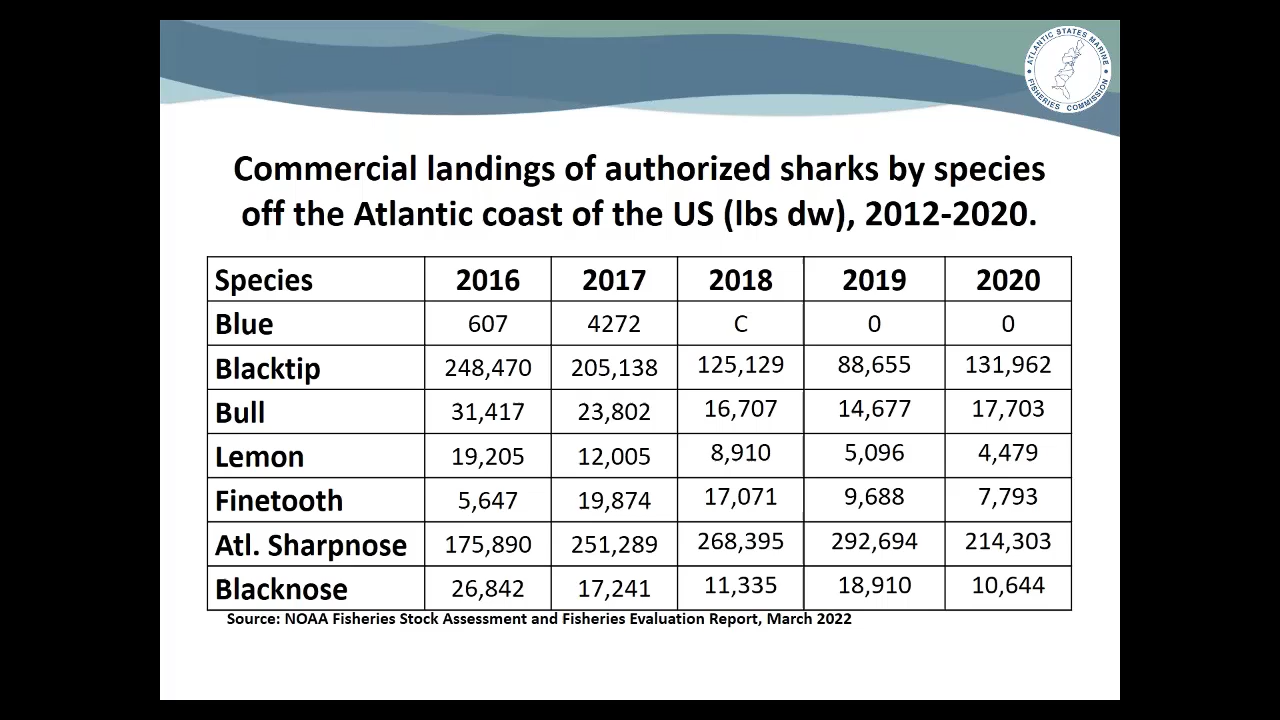 ATLANTIC STATES MARINE
FISHERIES COMMISSION
Commercial landings of authorized sharks by species
off the Atlantic coast of the US (lbs dw), 2012-2020.
Species 2016 2017 2018 2019 2020
Blue 607 4272 C 0 0
Blacktip 248,470 205,138 125,129 88,655 131,962
Bull 31,417 23,802 16,707 14,677 17,703
Lemon 19,205 12,005 8,910 5,096 4,479
Finetooth 5,647 19,874 17,071 9,688 7,793
Atl. Sharpnose 175,890 251,289 268,395 292,694 214,303
Blacknose 26,842 17,241 11,335 18,910 10,644
Source: NOAA Fisheries Stock Assessment and Fisheries Evaluation Report, March 2022